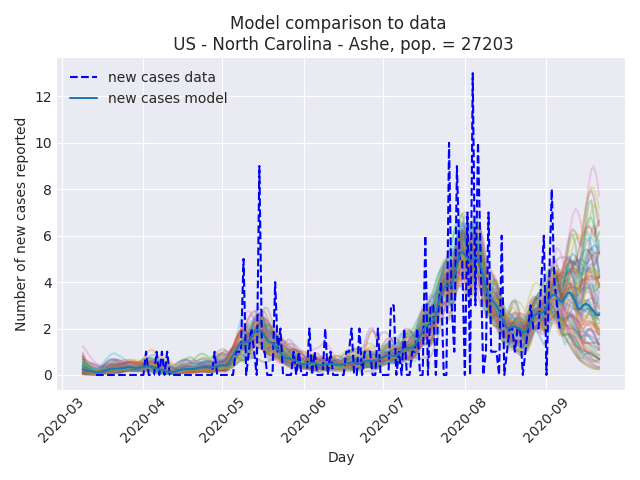 Model comparison to data
US - North Carolina - Ashe, pop. = 27203
new cases data
new cases model
Number of new cases reported
12
10
8
6
4
2
0
2020-03
2020-04
2020-05
2020-06
2020-07
2020-08
2020-09
Day